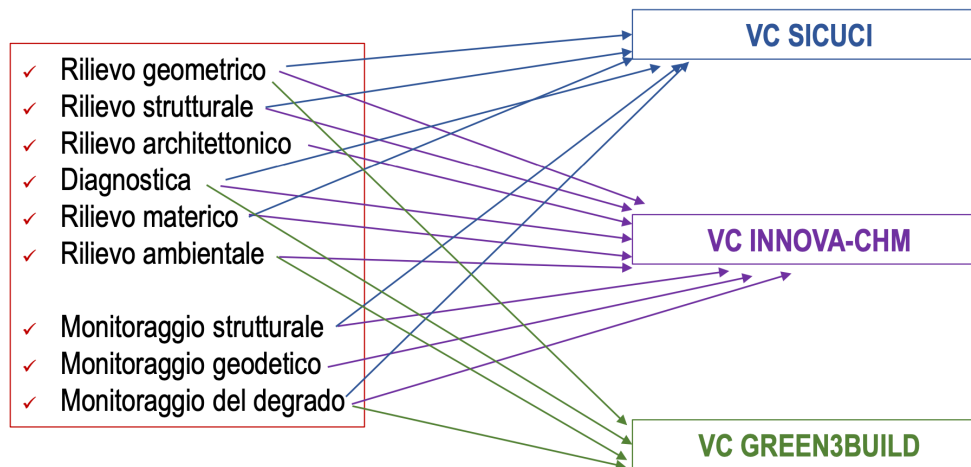 VC SICUCI
✓ Rilievo geometrico
✓ Rilievo strutturale
✓ Rilievo architettonico
✓ Diagnostica
✓ Rilievo materico
✓ Rilievo ambientale
✓ Monitoraggio strutturale
✓ Monitoraggio geodetico
✓ Monitoraggio del degrado
VC INNOVA-CHM
VC GREEN3BUILD